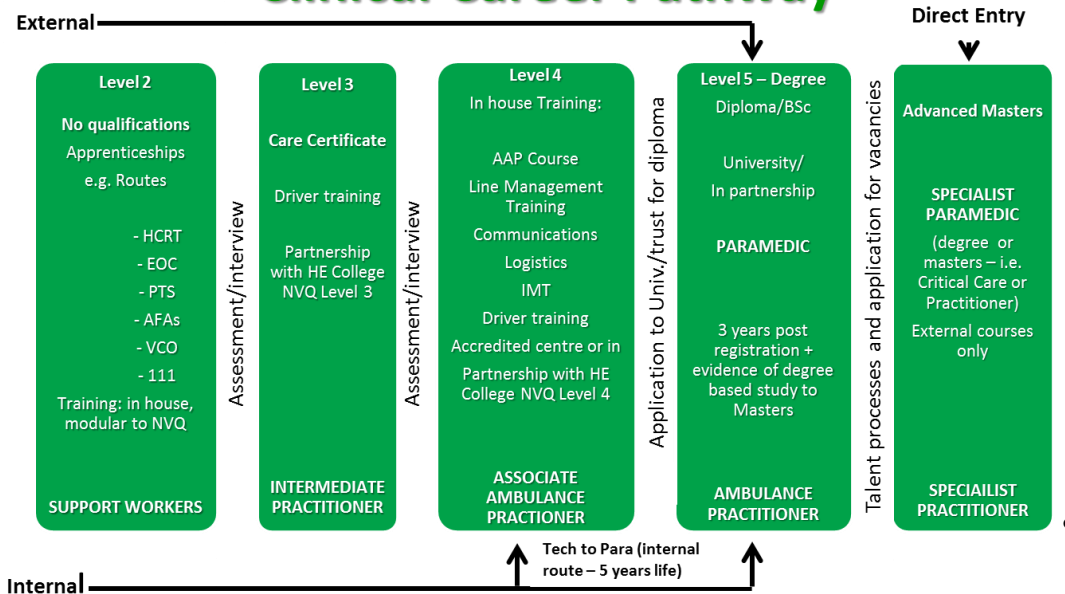 Clinical Career Pathway
External
Direct Entry
Level 2
No qualifications
Apprenticeships
e.g. Routes
- HCRT
- EOC
- PTS
- AFAs
- VCO
- 111
Training: in house,
modular to NVQ
SUPPORT WORKERS
Assessment/interview
Level 3
Care Certificate
Driver training
Partnership
with HE College
NVQ Level 3
INTERMEDIATE
PRACTITIONER
Assessment/interview
Level 4
In house Training:
AAP Course
Line Management
Training
Communications
Logistics
IMT
Driver training
Accredited centre or in
Partnership with HE
College NVQ Level 4
ASSOCIATE
AMBULANCE
PRACTIONER
Application to Univ./trust for diploma
Level 5 – Degree
Diploma/BSc
University/
In partnership
PARAMEDIC
3 years post
registration +
evidence of degree
based study to
Masters
AMBULANCE
PRACTITIONER
Talent processes and application for vacancies
Advanced Masters
SPECIALIST
PARAMEDIC
(degree or
masters – i.e.
Critical Care or
Practitioner)
External courses
only
SPECIAILIST
PRACTITIONER
Tech to Para (internal
route – 5 years life)
Internal